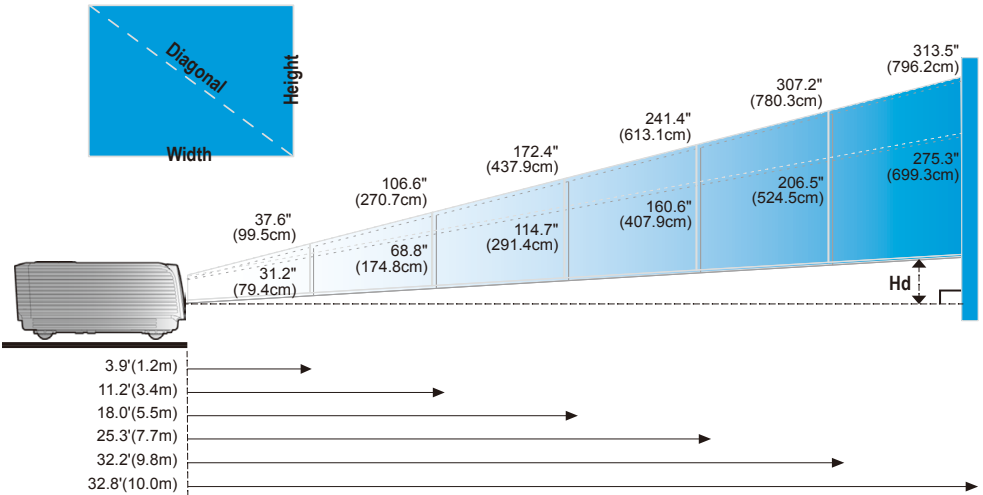 Diagonal
Height
Width
313.5"
(796.2cm)
307.2"
(780.3cm)
241.4"
(613.1cm)
172.4"
(437.9cm)
106.6"
(270.7cm)
37.6"
(99.5cm)
275.3"
(699.3cm)
206.5"
(524.5cm)
160.6"
(407.9cm)
114.7"
(291.4cm)
68.8"
(174.8cm)
31.2"
(79.4cm)
Hd
3.9'(1.2m)
11.2'(3.4m)
18.0'(5.5m)
25.3'(7.7m)
32.2'(9.8m)
32.8'(10.0m)